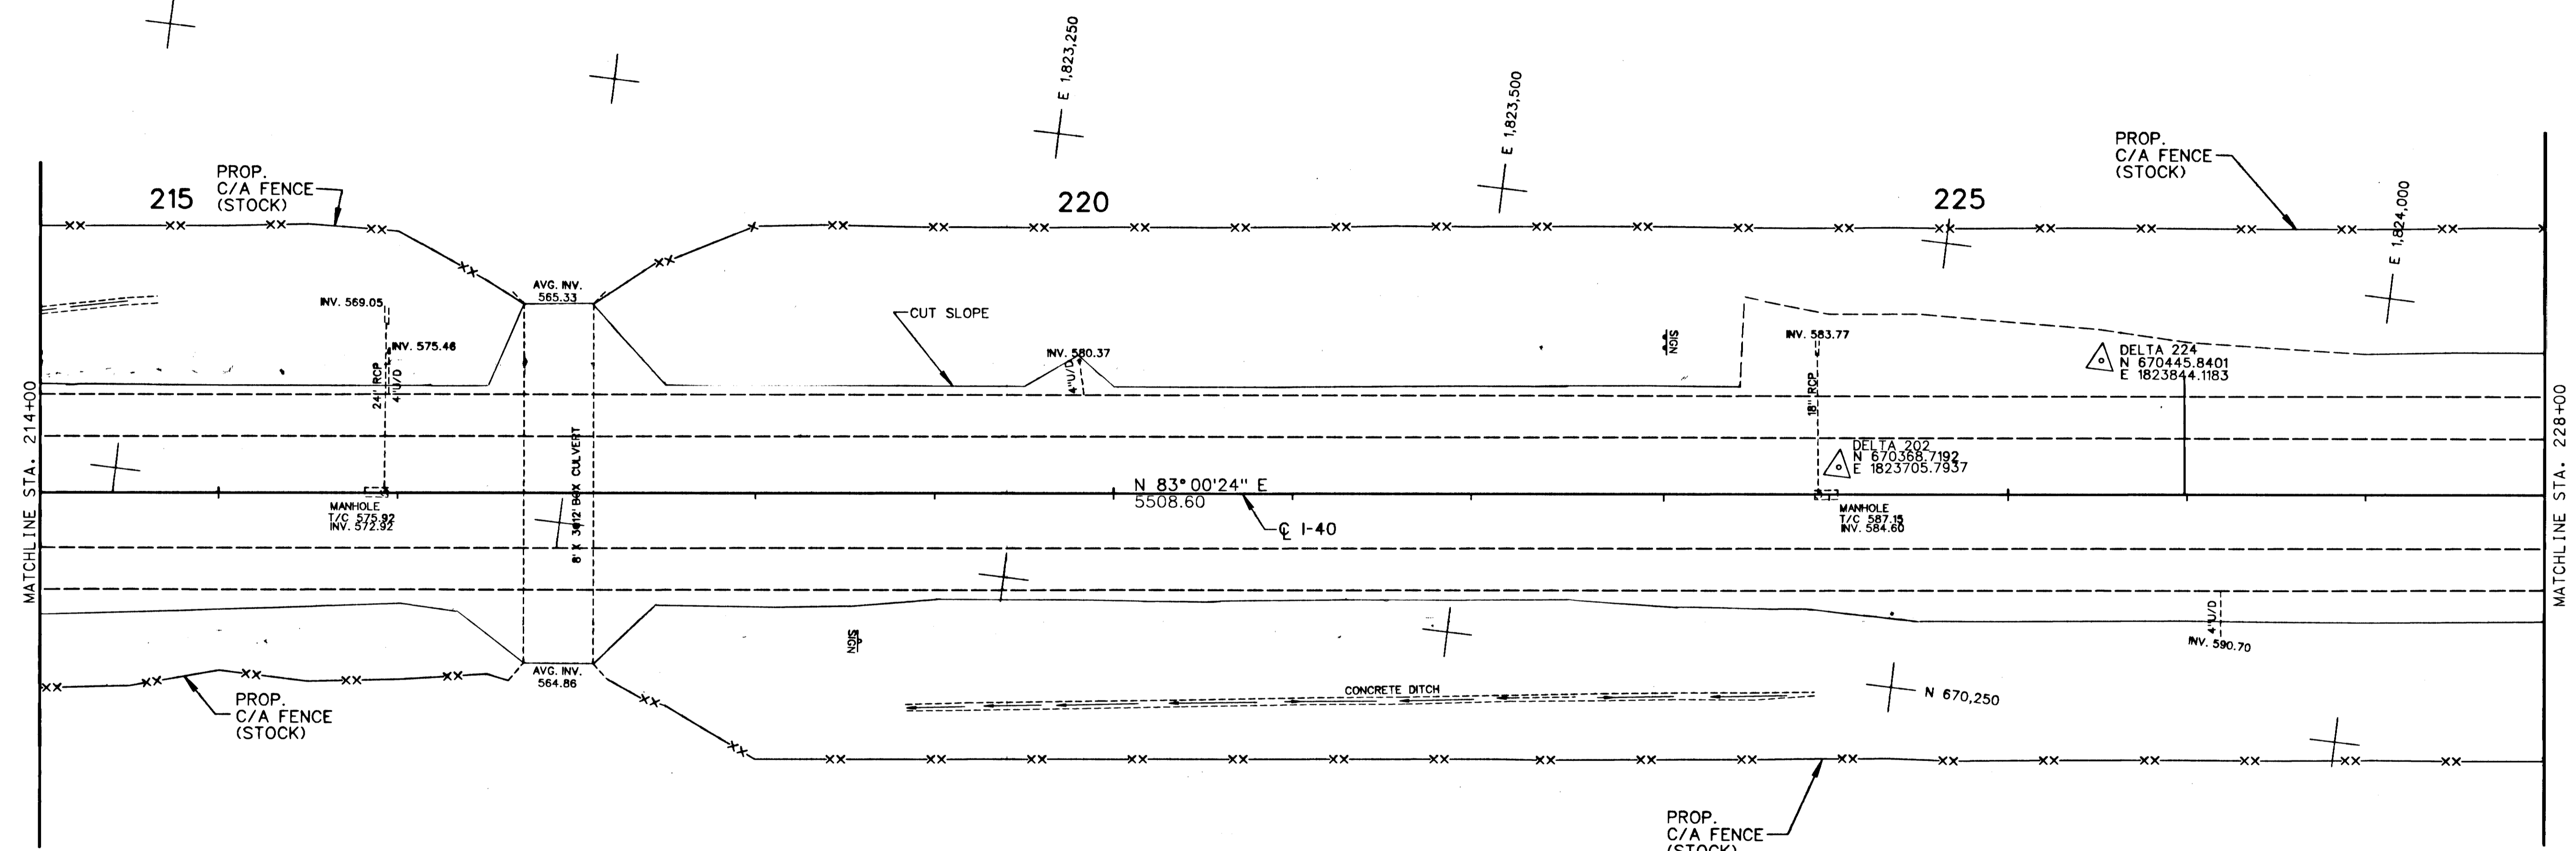 E 1,823,250
E 1,823,500
E 1,824,000
PROP.
C/A FENCE
(STOCK)
PROP.
C/A FENCE
(STOCK)
215
220
225
INV. 569.05
AVG. INV.
565.33
CUT SLOPE
INV. 575.46
INV. 580.37
SIGN
INV. 583.77
DELTA 224
N 670445.8401
E 1823844.1183
24" RCP
4"U/D
4"U/D
18" RCP
MATCHLINE STA. 214+00
MATCHLINE STA. 228+00
DELTA 202
N 670368.7192
E 1823705.7937
N 83°00'24" E
5508.60
MANHOLE
T/C 575.92
INV. 572.92
BOX CULVERT
℄ I-40
MANHOLE
T/C 587.15
INV. 584.60
SIGN
4"U/D
INV. 590.70
AVG. INV.
564.86
CONCRETE DITCH
N 670,250
PROP.
C/A FENCE
(STOCK)
PROP.
C/A FENCE
(STOCK)